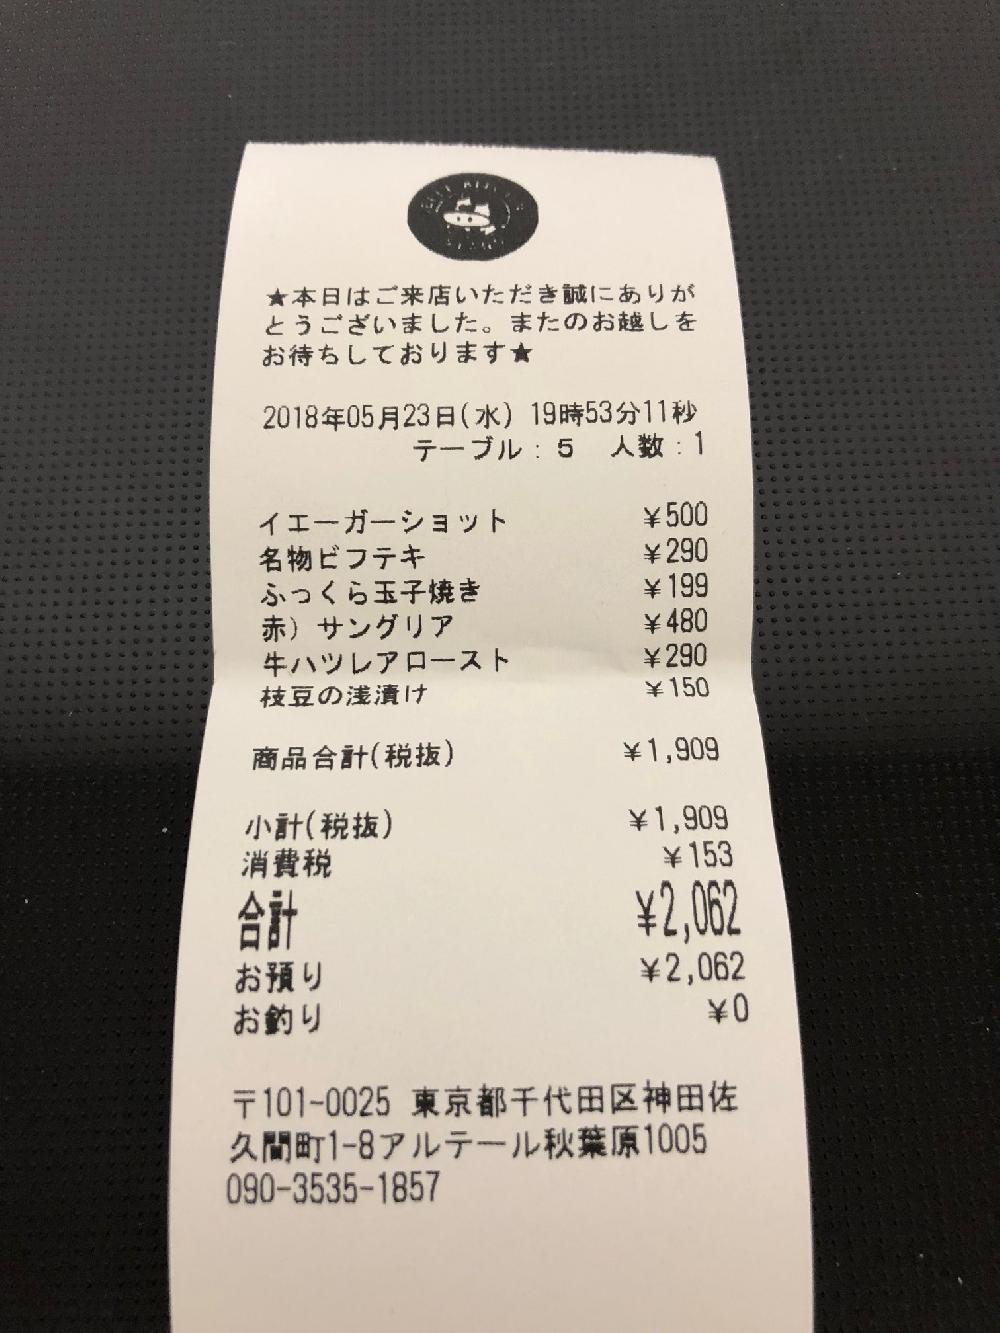 ★本日はご来店いただき誠にありが
とうございました。またのお越しを
お待ちしております★
2018年05月23日(水) 19時53分11秒
テーブル: 5 人数:1
イエーガーショット ¥500
名物ビフテキ ¥290
ふっくら玉子焼き ¥199
赤）サングリア ¥480
牛ハツレアロースト ¥290
枝豆の浅漬け ¥150
商品合計(税抜) ¥1,909
小計(税抜) ¥1,909
消費税 ¥153
合計 ¥2,062
お預り ¥2,062
お釣り ¥0
〒101-0025 東京都千代田区神田佐
久間町1-8アルテール秋葉原1005
090-3535-1857